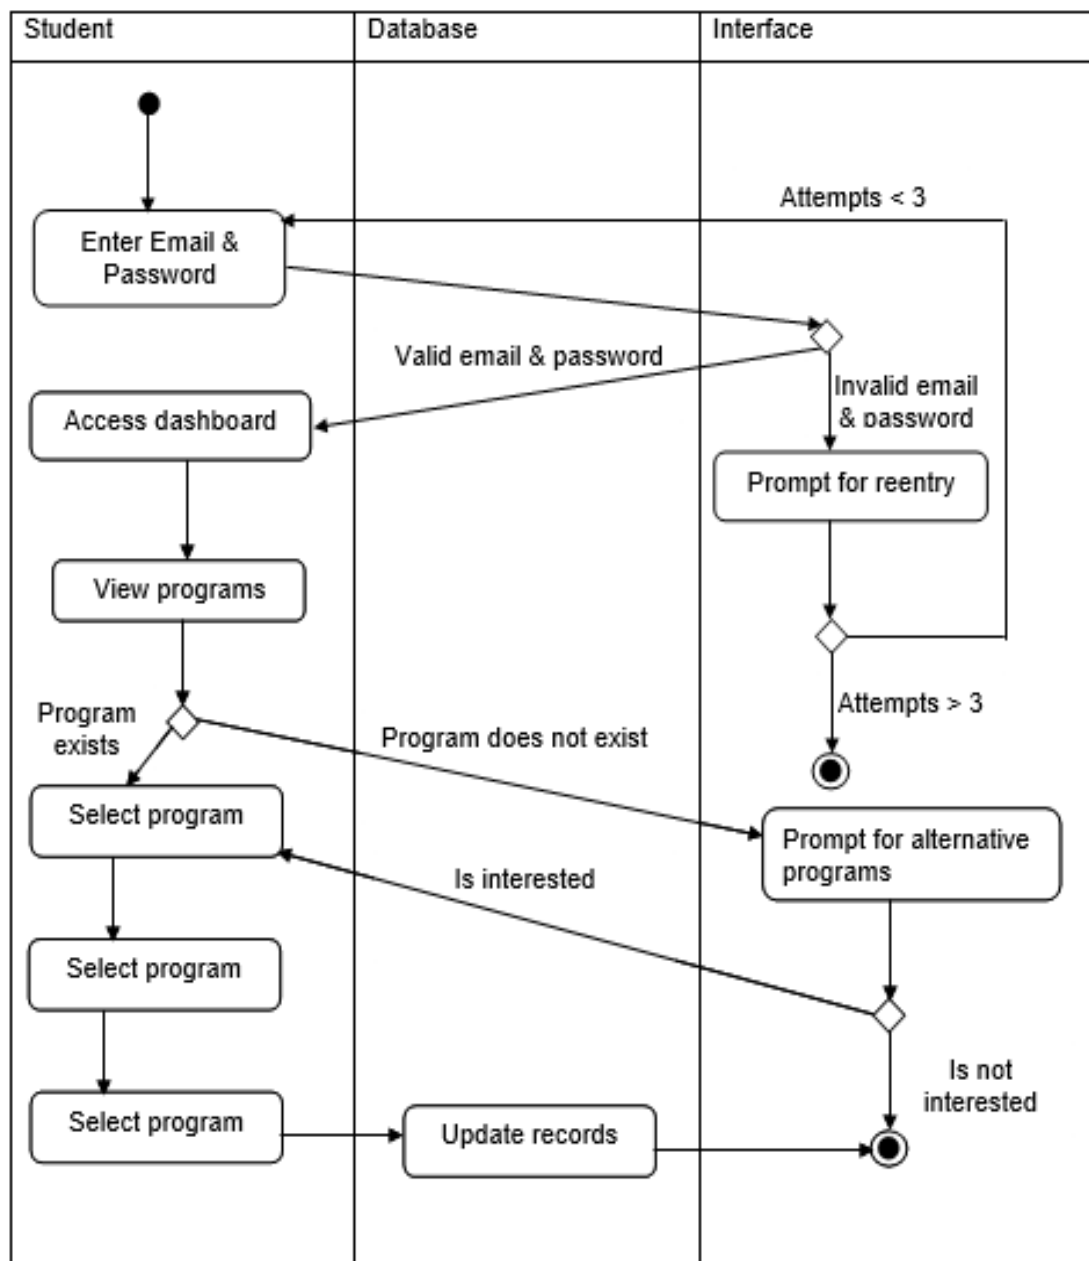 Student
Database
Interface
Attempts < 3
Enter Email &
Password
Valid email & password
Invalid email
& password
Access dashboard
Prompt for reentry
View programs
Attempts > 3
Program
exists
Program does not exist
Select program
Prompt for alternative
programs
Is interested
Select program
Is not
interested
Select program
Update records